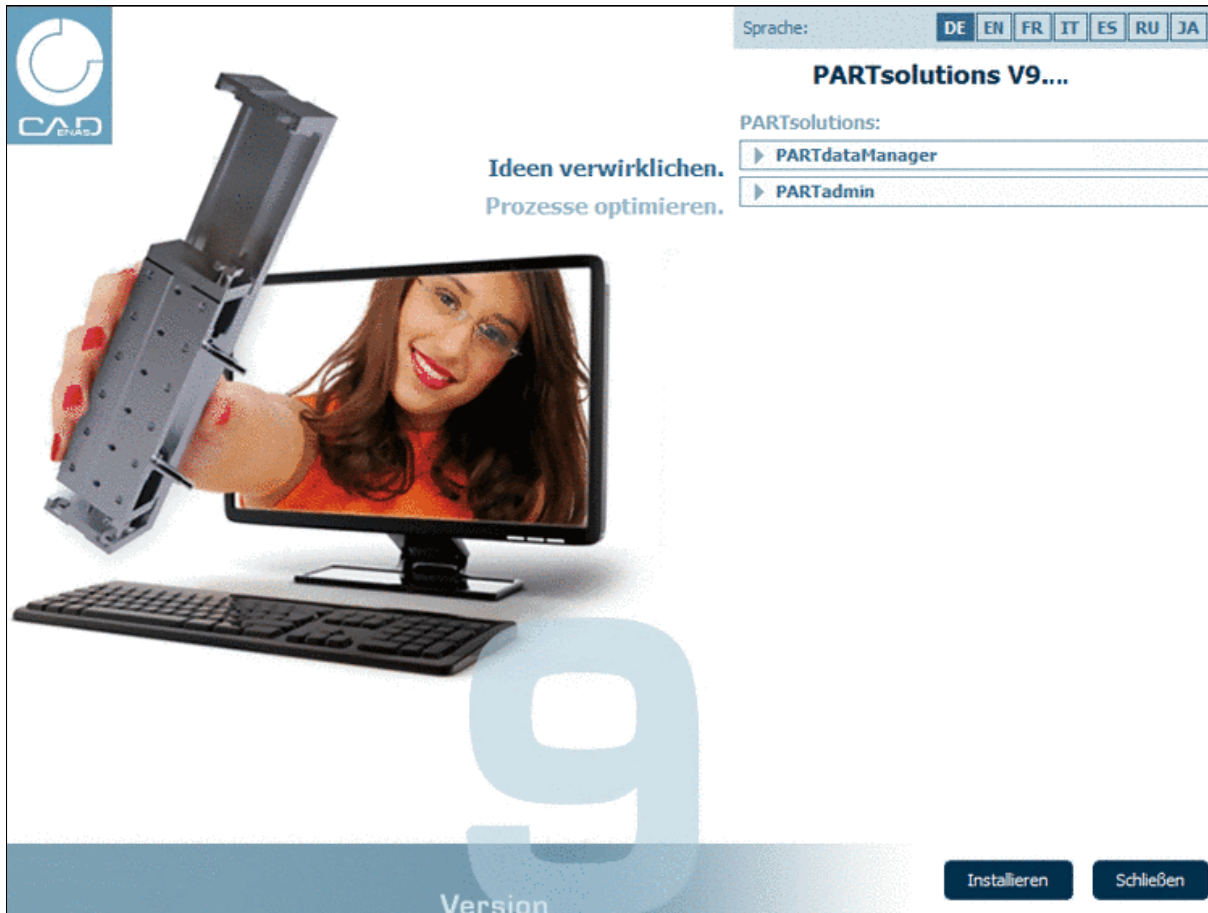 CADENAS
Sprache: DE EN FR IT ES RU JA
PARTsolutions V9....
PARTsolutions:
PARTdataManager
PARTadmin
Ideen verwirklichen.
Prozesse optimieren.
9
Version
Installieren Schließen